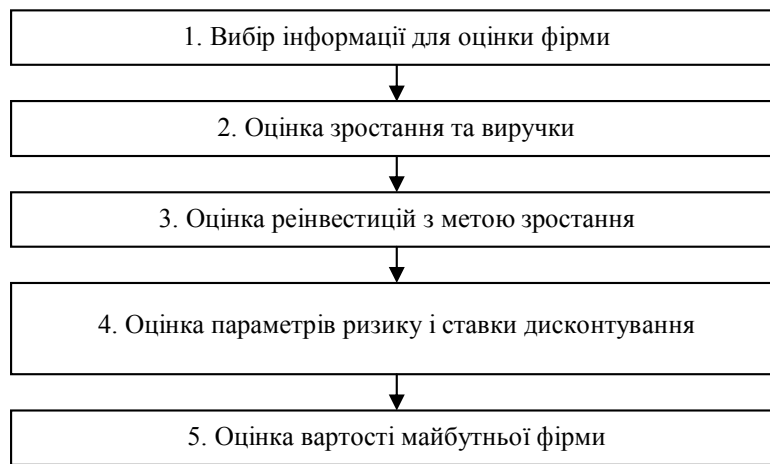 1. Вибір інформації для оцінки фірми
2. Оцінка зростання та виручки
3. Оцінка реінвестицій з метою зростання
4. Оцінка параметрів ризику і ставки дисконтування
5. Оцінка вартості майбутньої фірми